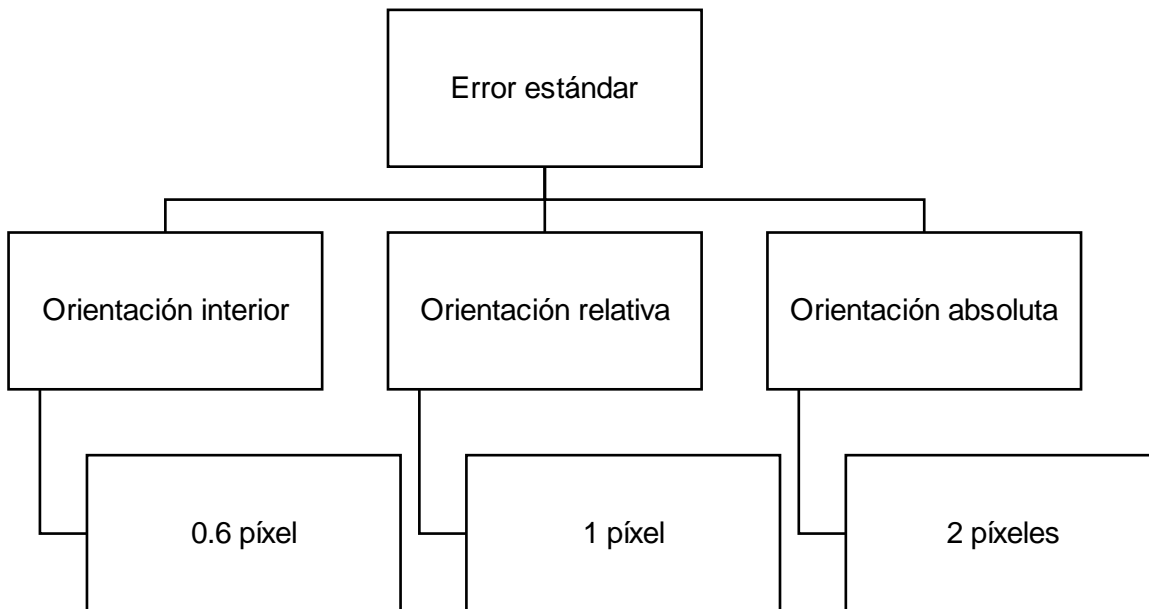 Error estándar
Orientación interior
Orientación relativa
Orientación absoluta
0.6 píxel
1 píxel
2 píxeles